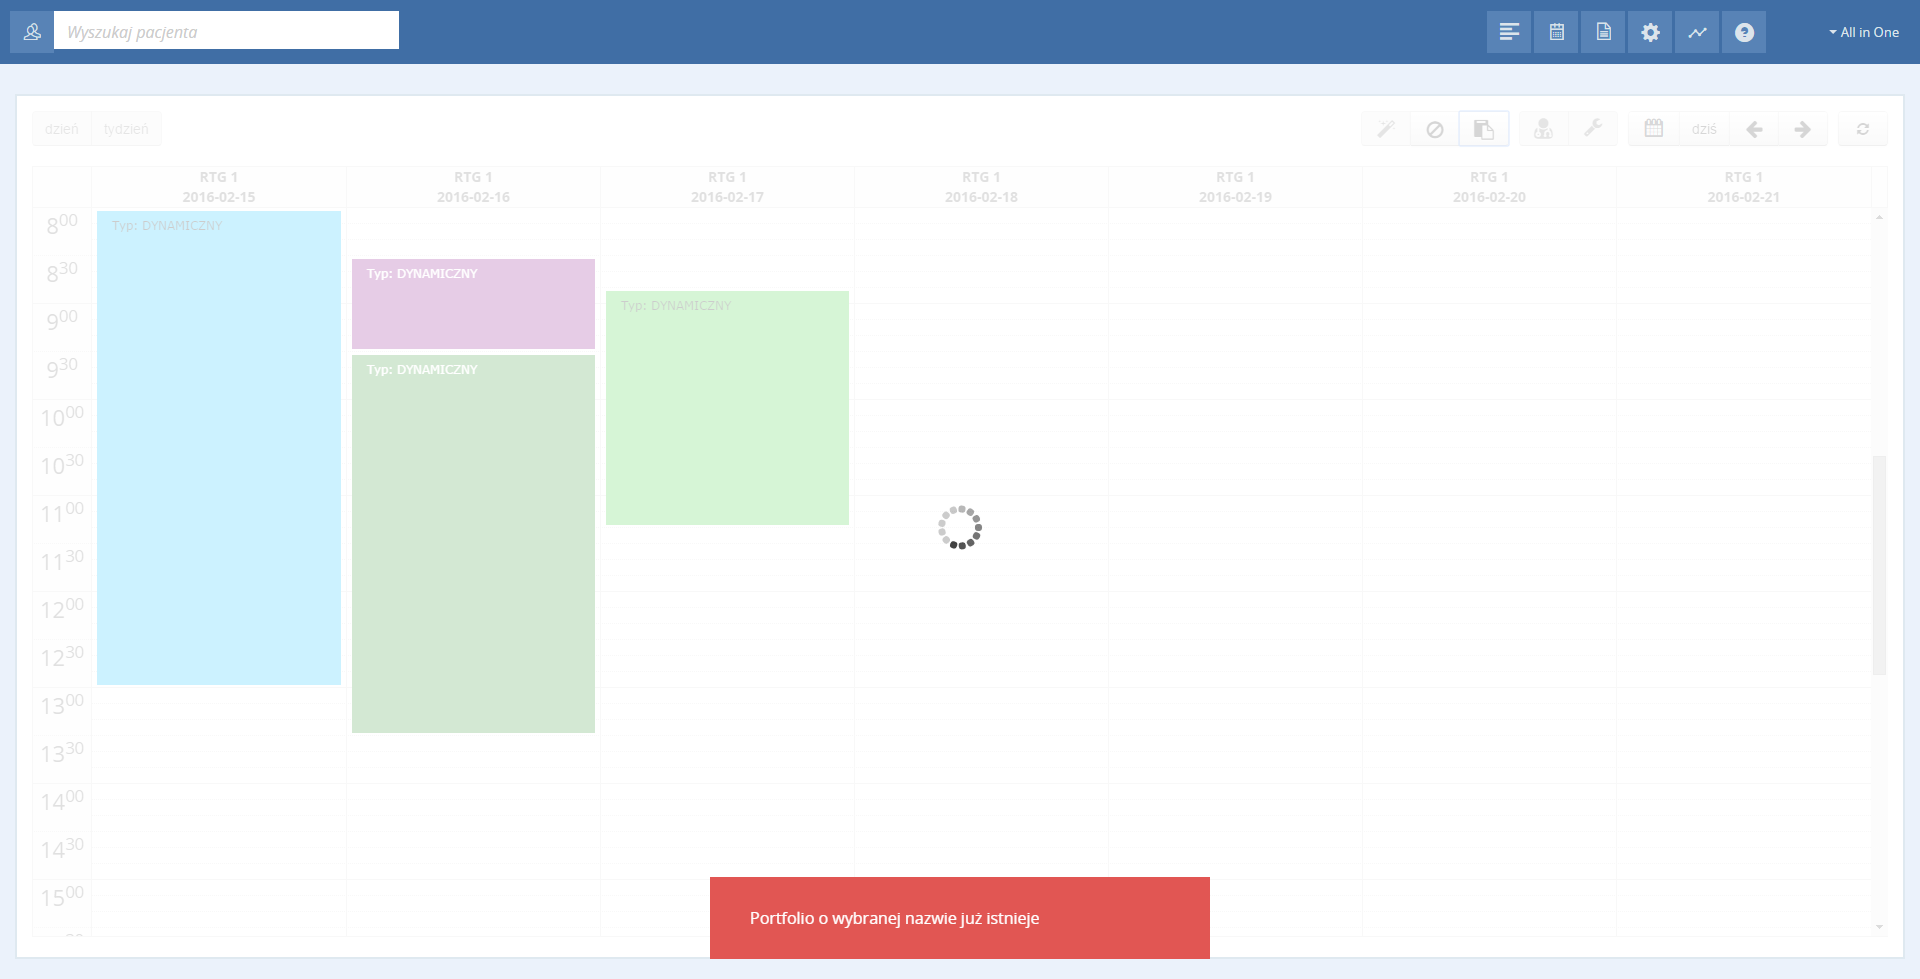 Wyszukaj pacjenta
All in One
dzień tydzień
dziś
RTG 1 RTG 1 RTG 1 RTG 1 RTG 1 RTG 1 RTG 1
2016-02-15 2016-02-16 2016-02-17 2016-02-18 2016-02-19 2016-02-20 2016-02-21
8 00
Typ: DYNAMICZNY
8 30
Typ: DYNAMICZNY
Typ: DYNAMICZNY
9 00
9 30
Typ: DYNAMICZNY
10 00
10 30
11 00
11 30
12 00
12 30
13 00
13 30
14 00
14 30
15 00
Portfolio o wybranej nazwie już istnieje